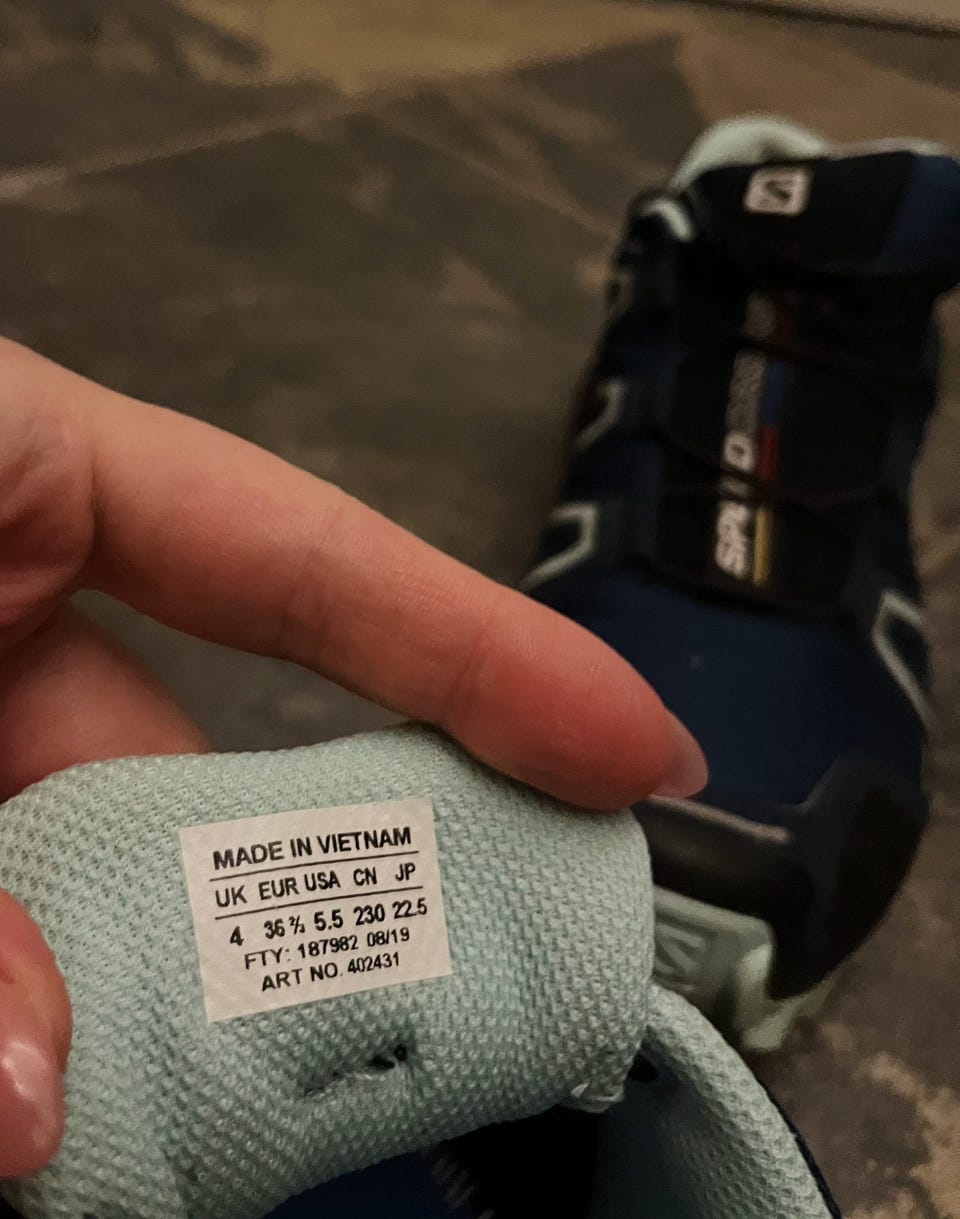 MADE IN VIETNAM
UK EUR USA CN JP
4 36 ⅔ 5.5 230 22.5
FTY: 187982 08/19
ART NO. 402431